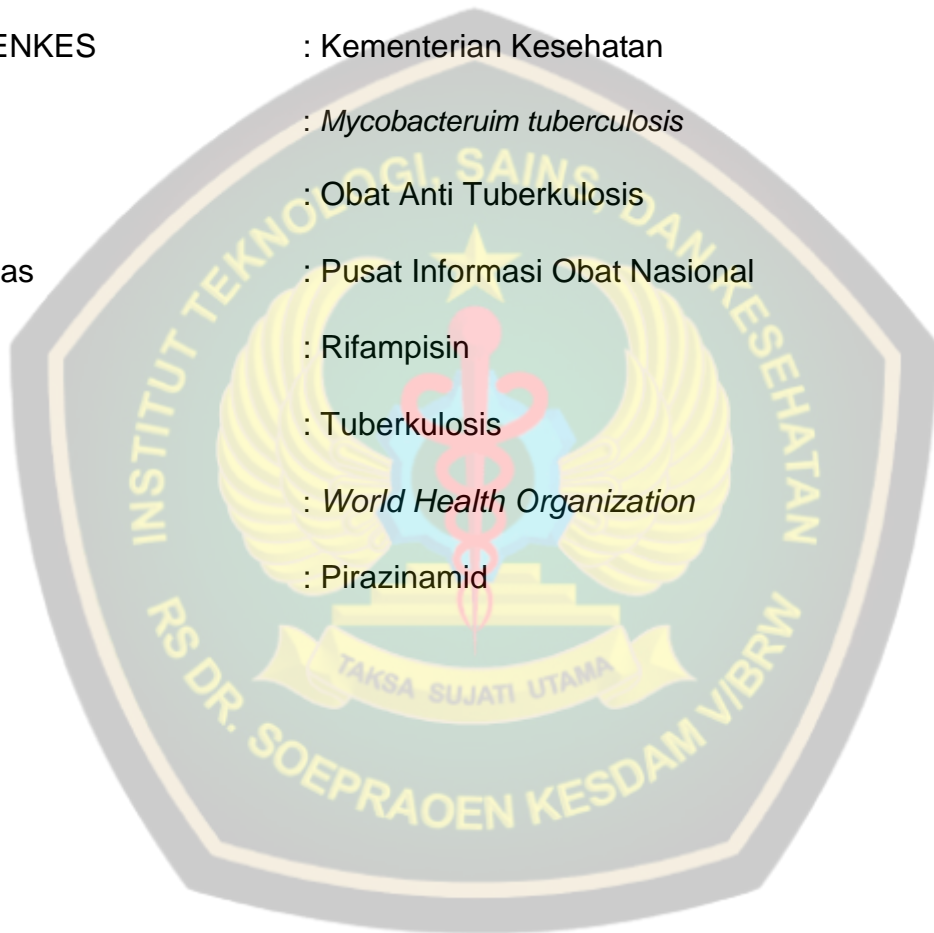 ENKES : Kementerian Kesehatan
: Mycobacteruim tuberculosis
: Obat Anti Tuberkulosis
as : Pusat Informasi Obat Nasional
: Rifampisin
: Tuberkulosis
: World Health Organization
: Pirazinamid
INSTITUT TEKNOLOGI, SAINS, DAN KESEHATAN
TAKSA SUJATI UTAMA
RS DR. SOEPRAOEN KESDAM V/BRW